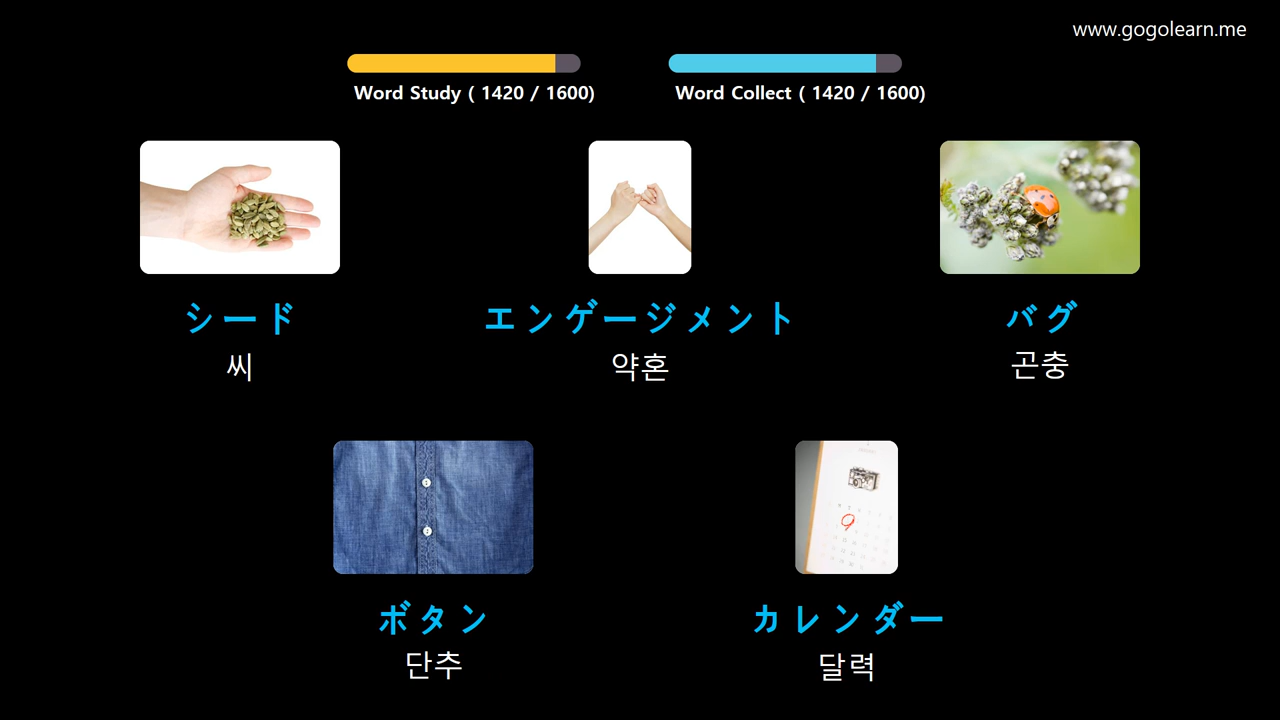 www.gogolearn.me
Word Study ( 1420 / 1600)
Word Collect ( 1420 / 1600)
シード
씨
エンゲージメント
약혼
バグ
곤충
ボタン
단추
カレンダー
달력